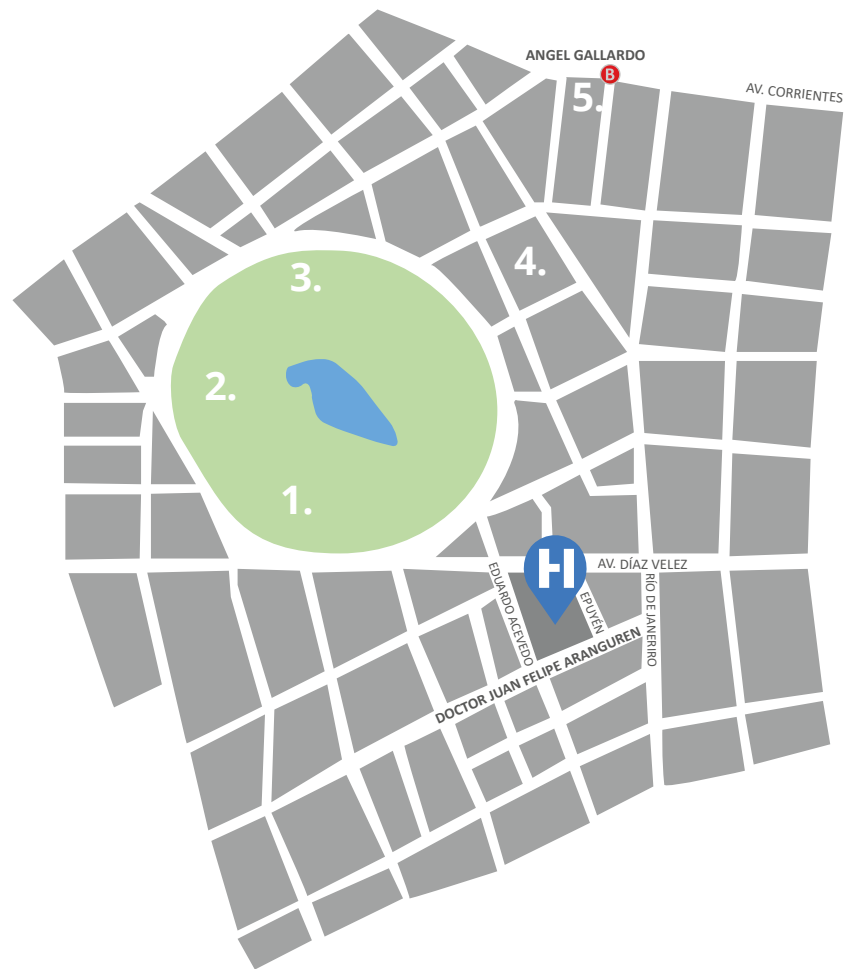 ANGEL GALLARDO
B
AV. CORRIENTES
5.
4.
3.
2.
1.
H
AV. DÍAZ VELEZ
EDUARDO ACEVEDO
EPUYÉN
RÍO DE JANERIRO
DOCTOR JUAN FELIPE ARANGUREN